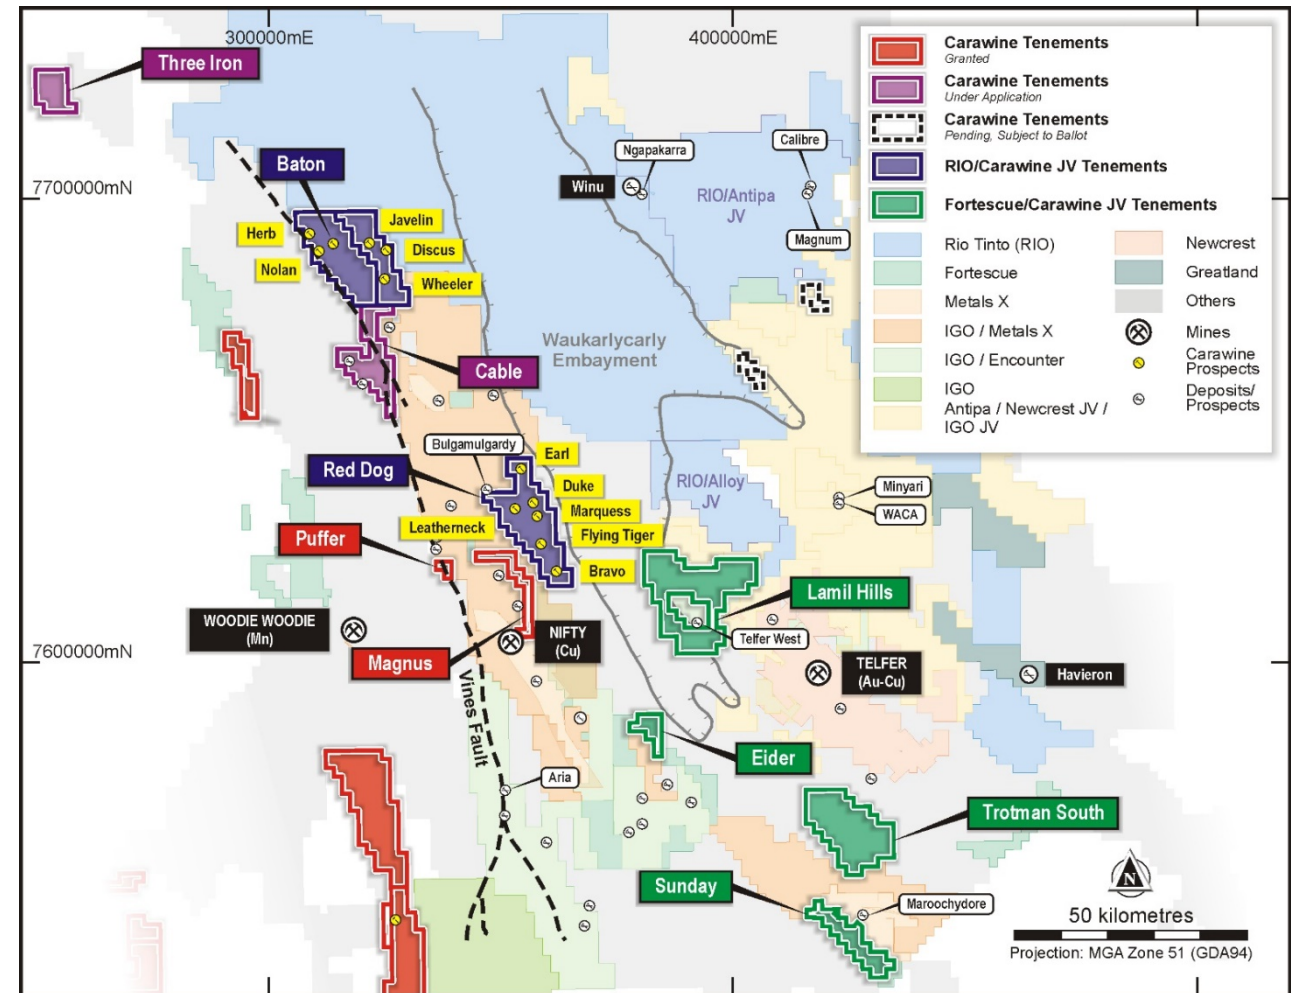 300000mE
400000mE
7700000mN
7600000mN
Three Iron
Baton
Herb
Nolan
Javelin
Discus
Wheeler
Cable
Winu
Ngapakarra
Calibre
Magnum
RIO/Antipa
JV
Waukarlycarly
Embayment
Bulgamulgardy
Red Dog
Earl
Duke
Marquess
Leatherneck
Flying Tiger
Bravo
RIO/Alloy
JV
Minyari
WACA
Puffer
WOODIE WOODIE
(Mn)
Magnus
NIFTY
(Cu)
Vines Fault
Lamil Hills
Telfer West
TELFER
(Au-Cu)
Havieron
Eider
Aria
Trotman South
Sunday
Maroochydore
Carawine Tenements
Granted
Carawine Tenements
Under Application
Carawine Tenements
Pending, Subject to Ballot
RIO/Carawine JV Tenements
Fortescue/Carawine JV Tenements
Rio Tinto (RIO)
Fortescue
Metals X
IGO / Metals X
IGO / Encounter
IGO
Antipa / Newcrest JV /
IGO JV
Newcrest
Greatland
Others
Mines
Carawine
Prospects
Deposits/
Prospects
N
50 kilometres
Projection: MGA Zone 51 (GDA94)